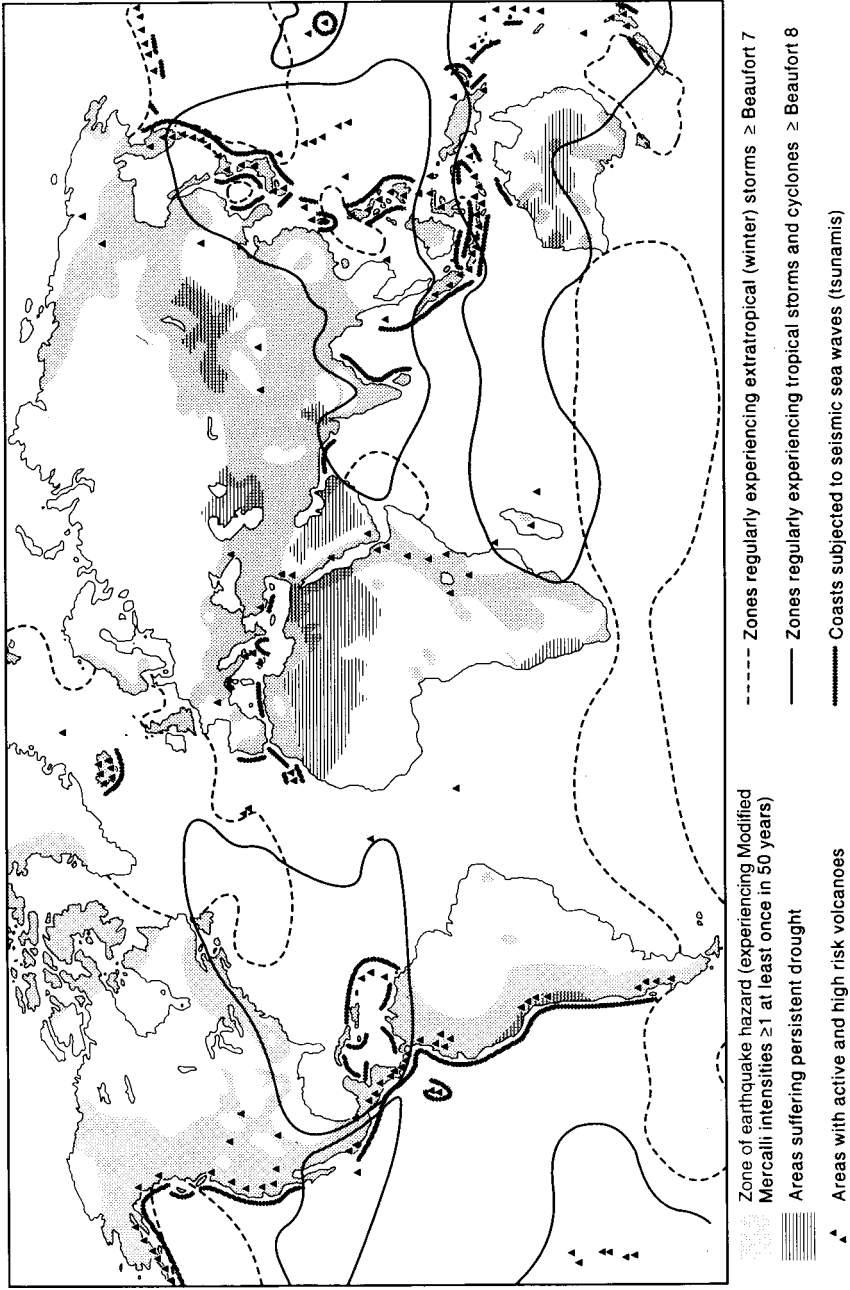 Zone of earthquake hazard (experiencing Modified
Mercalli intensities ≥1 at least once in 50 years)
Areas suffering persistent drought
Areas with active and high risk volcanoes
Zones regularly experiencing extratropical (winter) storms ≥ Beaufort 7
Zones regularly experiencing tropical storms and cyclones ≥ Beaufort 8
Coasts subjected to seismic sea waves (tsunamis)